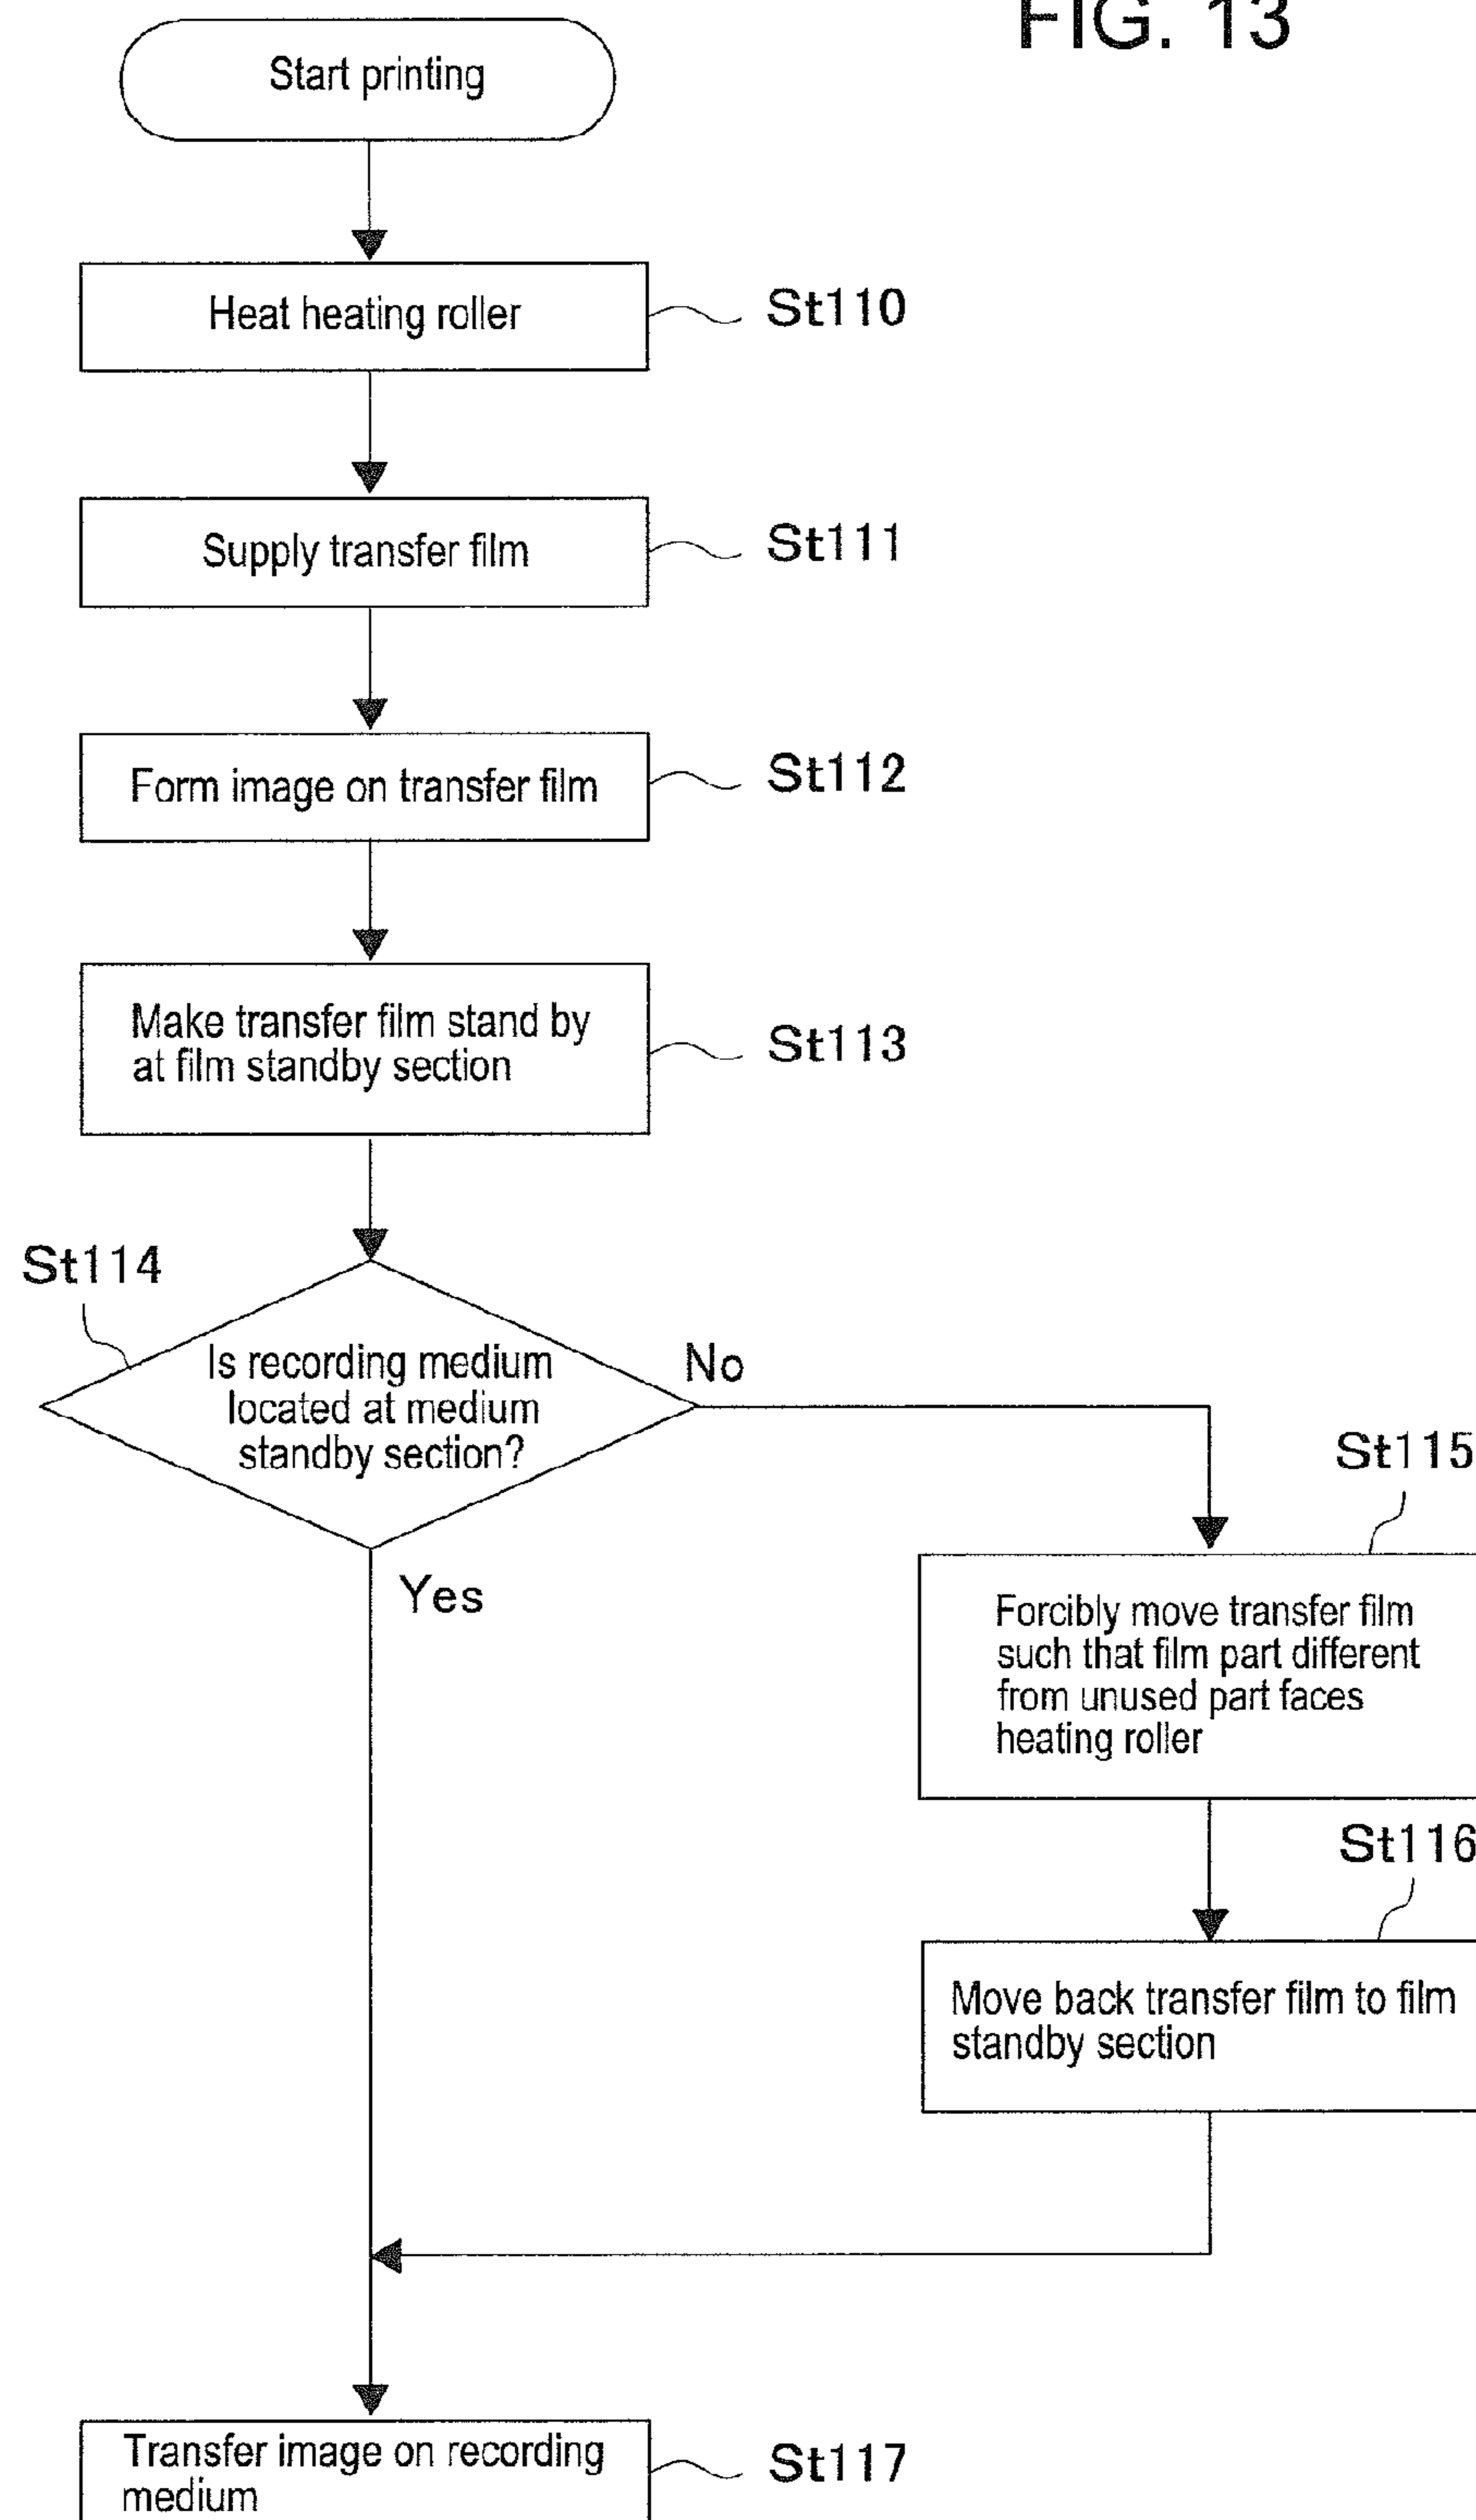 FIG. 13
Start printing
Heat heating roller
St110
Supply transfer film
St111
Form image on transfer film
St112
Make transfer film stand by
at film standby section
St113
St114
Is recording medium
located at medium
standby section?
No
Yes
St115
Forcibly move transfer film
such that film part different
from unused part faces
heating roller
St116
Move back transfer film to film
standby section
Transfer image on recording
medium
St117